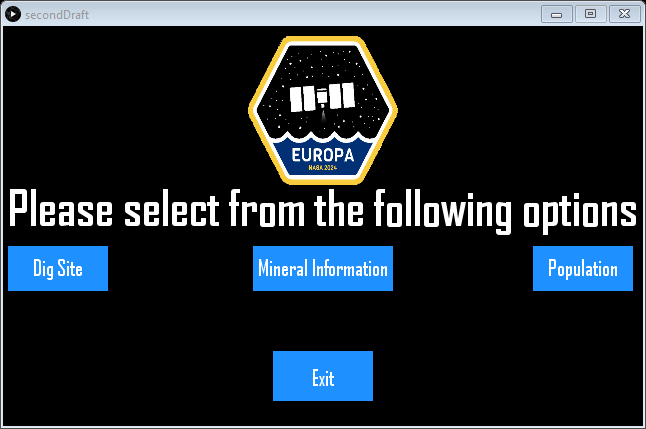 secondDraft
EUROPA
NASA 2024
Please select from the following options
Dig Site
Mineral Information
Population
Exit